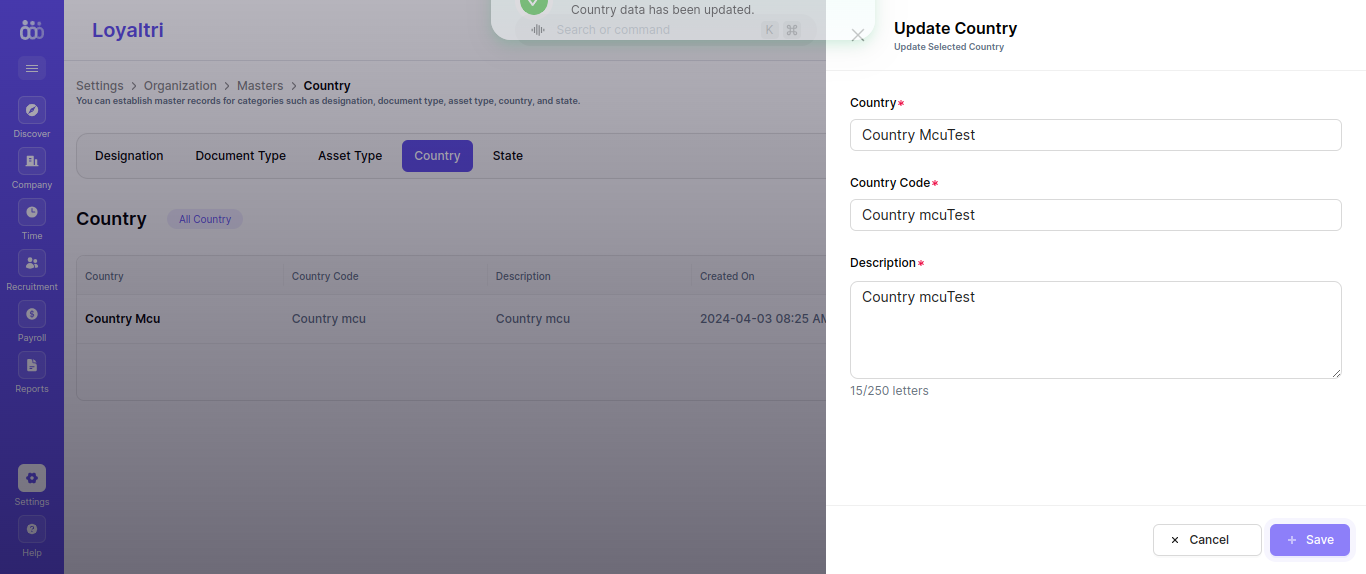 Country data has been updated.
Search or command K ⌘
Loyaltri
Discover
Company
Time
Recruitment
Payroll
Reports
Settings
Help
Settings > Organization > Masters > Country
You can establish master records for categories such as designation, document type, asset type, country, and state.
Designation Document Type Asset Type Country State
Country All Country
Country Country Code Description Created On
Country Mcu Country mcu Country mcu 2024-04-03 08:25 AM
Update Country
Update Selected Country
Country*
Country McuTest
Country Code*
Country mcuTest
Description*
Country mcuTest
15/250 letters
× Cancel + Save